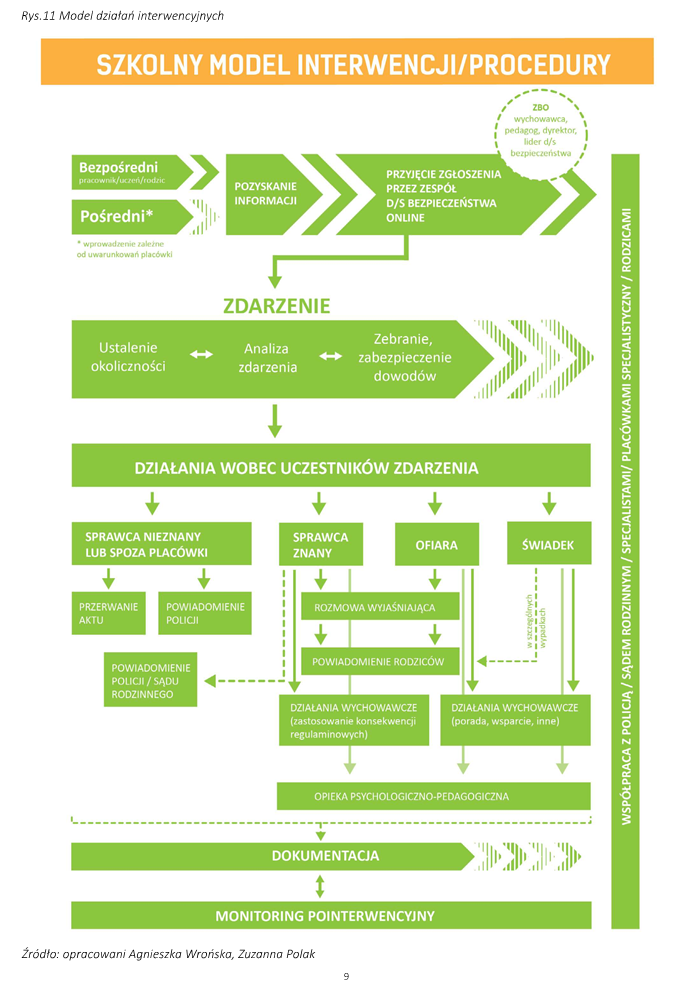 Rys.11 Model działań interwencyjnych
SZKOLNY MODEL INTERWENCJI/PROCEDURY
ZBO
wychowawca,
pedagog, dyrektor,
lider d/s
bezpieczeństwa
Bezpośredni
pracownik/uczeń/rodzic
Pośredni*
* wprowadzenie zależne
od uwarunkowań placówki
POZYSKANIE
INFORMACJI
PRZYJĘCIE ZGŁOSZENIA
PRZEZ ZESPÓŁ
D/S BEZPIECZEŃSTWA
ONLINE
ZDARZENIE
Ustalenie
okoliczności
Analiza
zdarzenia
Zebranie,
zabezpieczenie
dowodów
DZIAŁANIA WOBEC UCZESTNIKÓW ZDARZENIA
SPRAWCA NIEZNANY
LUB SPOZA PLACÓWKI
SPRAWCA
ZNANY
OFIARA
ŚWIADEK
PRZERWANIE
AKTU
POWIADOMIENIE
POLICJI
ROZMOWA WYJAŚNIAJĄCA
w szczególnych
wypadkach
POWIADOMIENIE
POLICJI / SĄDU
RODZINNEGO
POWIADOMIENIE RODZICÓW
DZIAŁANIA WYCHOWAWCZE
(zastosowanie konsekwencji
regulaminowych)
DZIAŁANIA WYCHOWAWCZE
(porada, wsparcie, inne)
OPIEKA PSYCHOLOGICZNO-PEDAGOGICZNA
DOKUMENTACJA
MONITORING POINTERWENCYJNY
WSPÓŁPRACA Z POLICJĄ / SĄDEM RODZINNYM / SPECJALISTAMI/ PLACÓWKAMI SPECJALISTYCZNY / RODZICAMI
Źródło: opracowani Agnieszka Wrońska, Zuzanna Polak
9